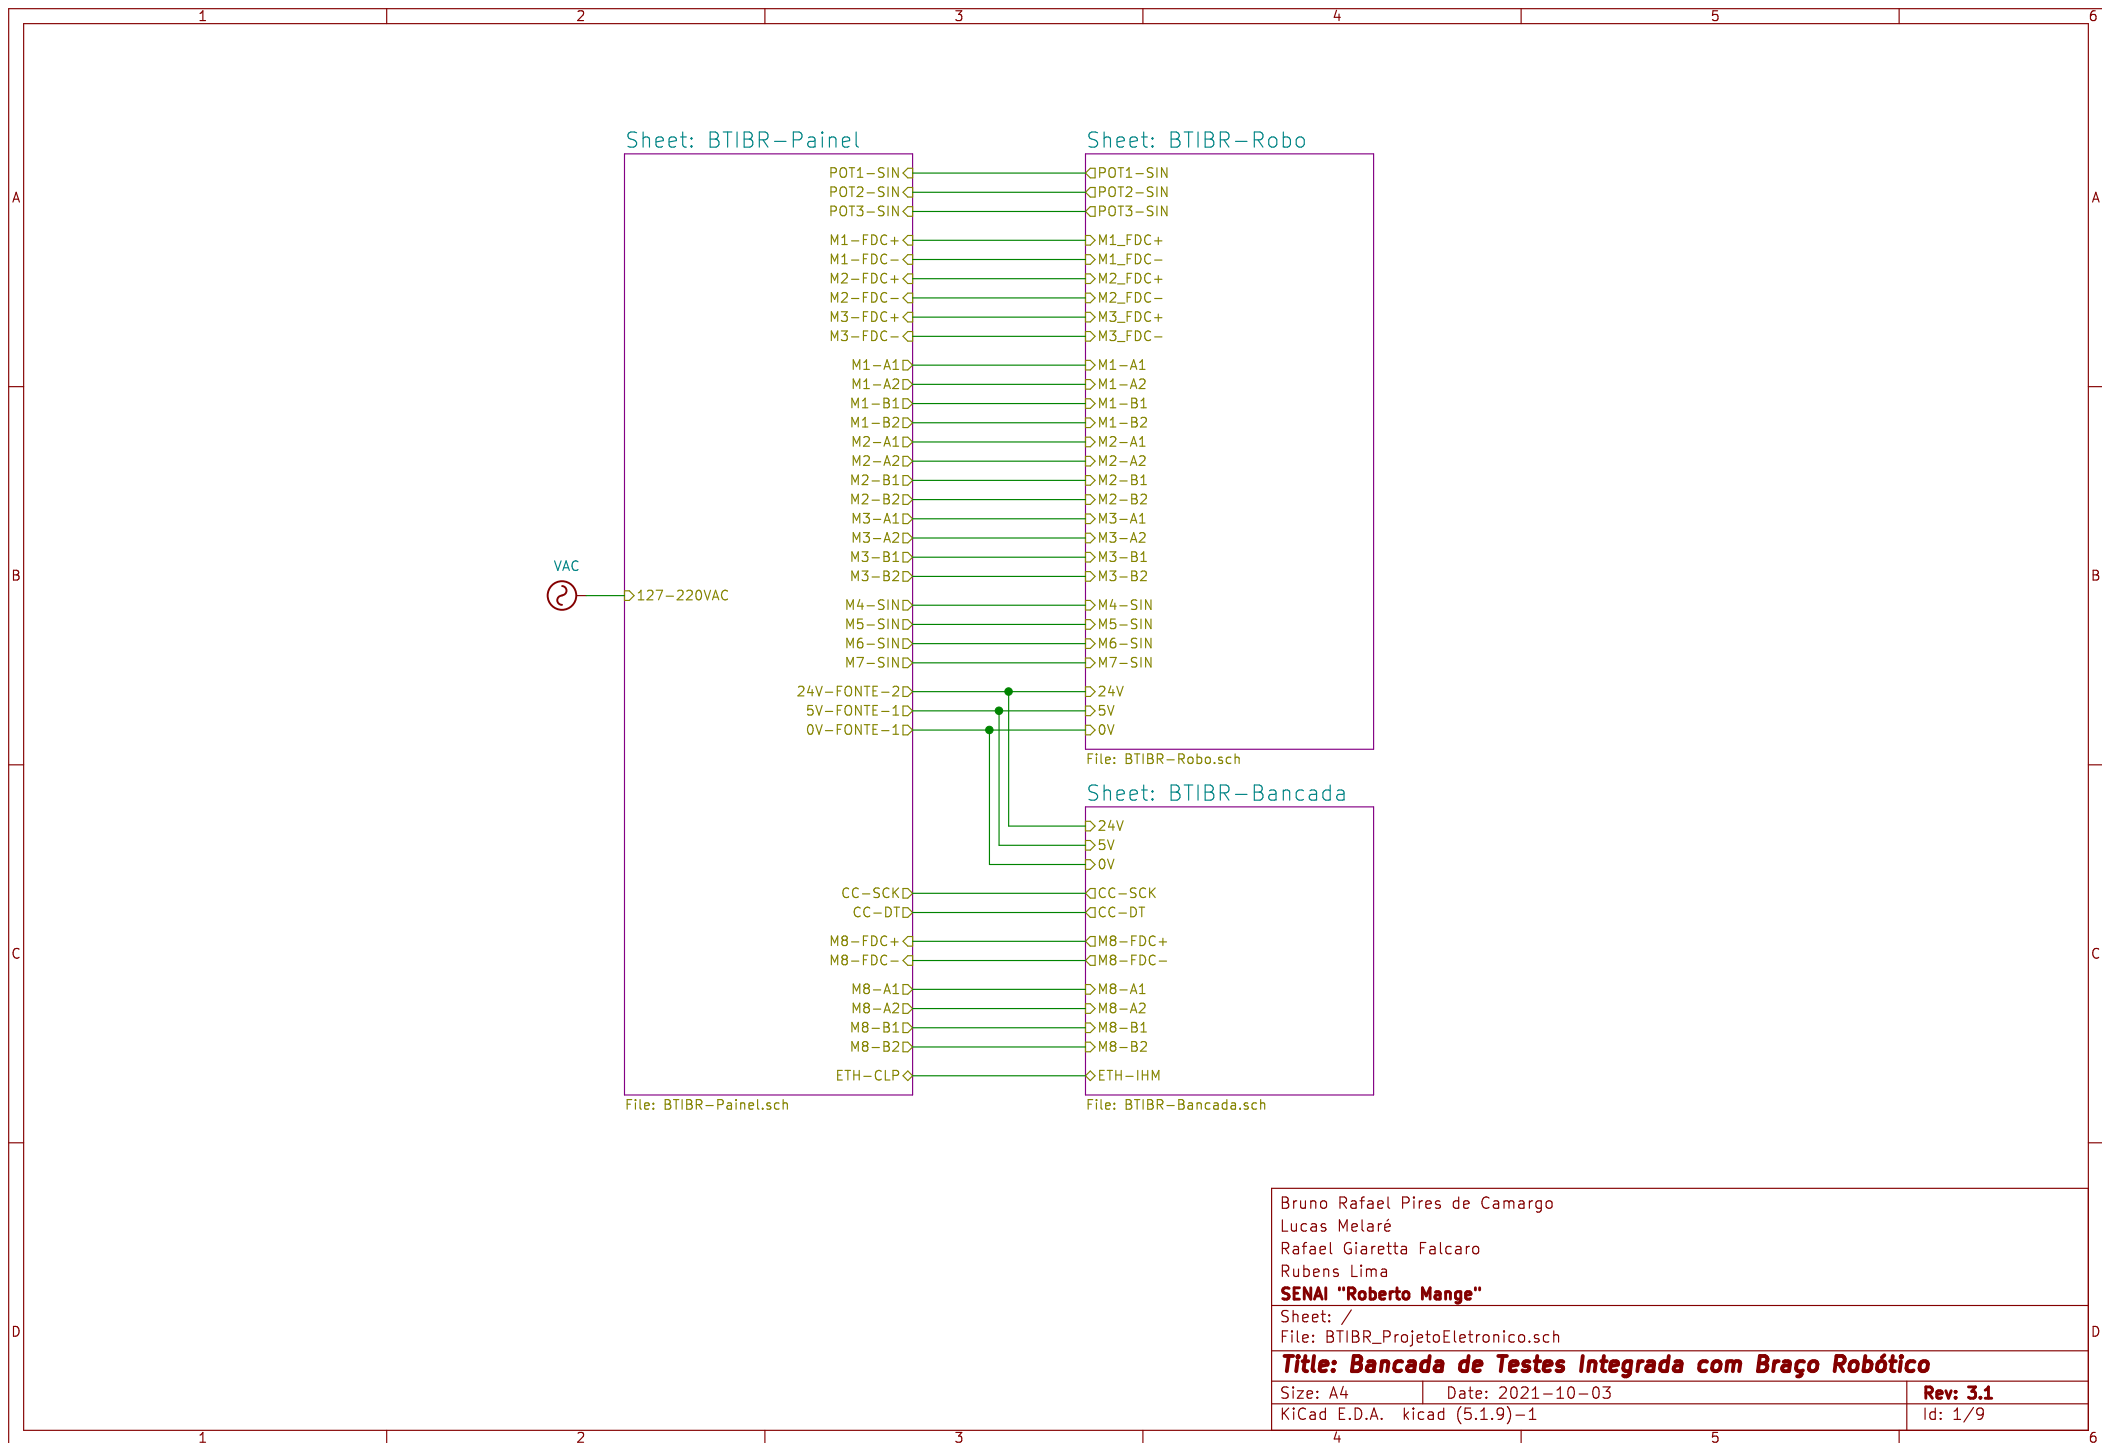 1 2 3 4 5 6
Sheet: BTIBR-Painel
POT1-SIN
POT2-SIN
POT3-SIN
M1-FDC+
M1-FDC-
M2-FDC+
M2-FDC-
M3-FDC+
M3-FDC-
M1-A1
M1-A2
M1-B1
M1-B2
M2-A1
M2-A2
M2-B1
M2-B2
M3-A1
M3-A2
M3-B1
M3-B2
VAC
127-220VAC
M4-SIN
M5-SIN
M6-SIN
M7-SIN
24V-FONTE-2
5V-FONTE-1
0V-FONTE-1
CC-SCK
CC-DT
M8-FDC+
M8-FDC-
M8-A1
M8-A2
M8-B1
M8-B2
ETH-CLP
File: BTIBR-Painel.sch
Sheet: BTIBR-Robo
POT1-SIN
POT2-SIN
POT3-SIN
M1_FDC+
M1_FDC-
M2_FDC+
M2_FDC-
M3_FDC+
M3_FDC-
M1-A1
M1-A2
M1-B1
M1-B2
M2-A1
M2-A2
M2-B1
M2-B2
M3-A1
M3-A2
M3-B1
M3-B2
M4-SIN
M5-SIN
M6-SIN
M7-SIN
24V
5V
0V
File: BTIBR-Robo.sch
Sheet: BTIBR-Bancada
24V
5V
0V
CC-SCK
CC-DT
M8-FDC+
M8-FDC-
M8-A1
M8-A2
M8-B1
M8-B2
ETH-IHM
File: BTIBR-Bancada.sch
A A
B B
C C
D D
Bruno Rafael Pires de Camargo
Lucas Melaré
Rafael Giaretta Falcaro
Rubens Lima
SENAI "Roberto Mange"
Sheet: /
File: BTIBR_ProjetoEletronico.sch
Title: Bancada de Testes Integrada com Braço Robótico
Size: A4 Date: 2021-10-03 Rev: 3.1
KiCad E.D.A. kicad (5.1.9)-1 Id: 1/9
1 2 3 4 5 6